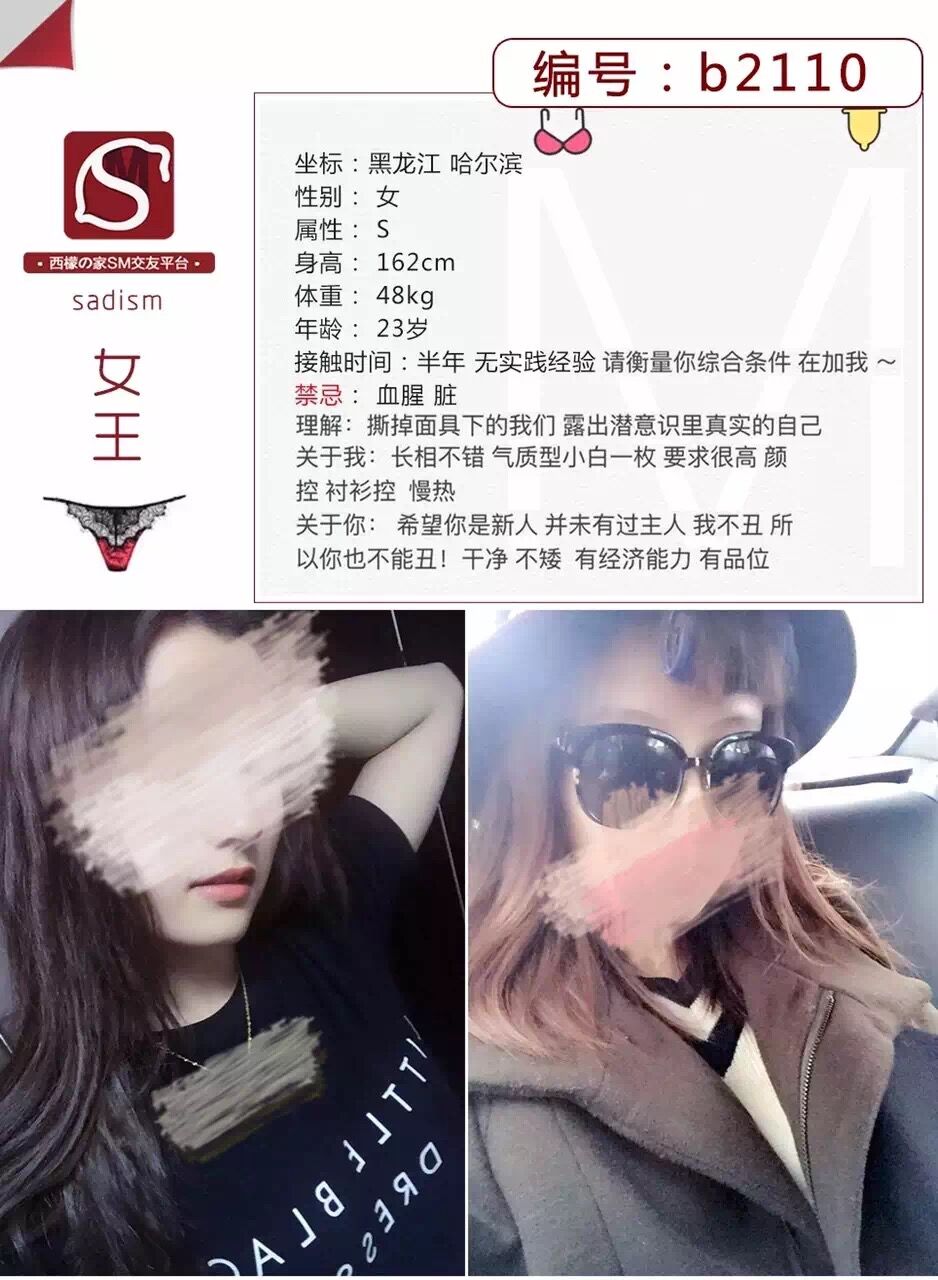 编号：b2110
坐标：黑龙江 哈尔滨
性别： 女
属性： S
身高： 162cm
体重： 48kg
年龄： 23岁
接触时间：半年 无实践经验 请衡量你综合条件 在加我 ～
禁忌： 血腥 脏
理解：撕掉面具下的我们 露出潜意识里真实的自己
关于我：长相不错 气质型小白一枚 要求很高 颜
控 衬衫控 慢热
关于你： 希望你是新人 并未有过主人 我不丑 所
以你也不能丑！干净 不矮 有经济能力 有品位
SM
·西檬の家SM交友平台·
sadism
女
王
M
LITTLE BLAC
DRESS